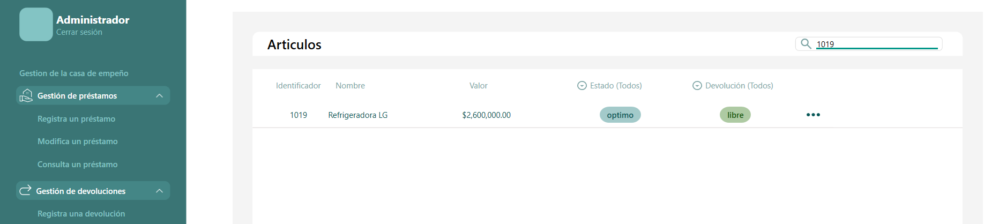 Administrador
Cerrar sesión
Gestion de la casa de empeño
Gestión de préstamos
Registra un préstamo
Modifica un préstamo
Consulta un préstamo
Gestión de devoluciones
Registra una devolución
Articulos
1019
Identificador Nombre Valor Estado (Todos) Devolución (Todos)
1019 Refrigeradora LG $2,600,000.00 optimo libre